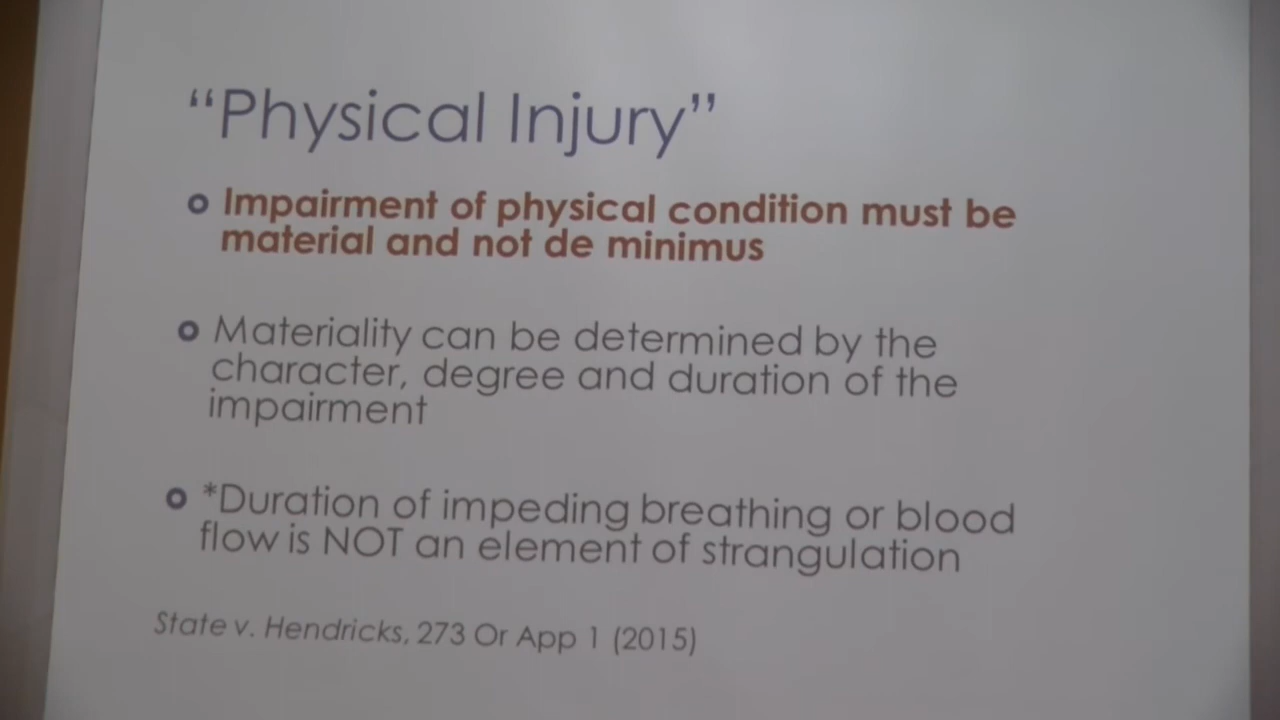 “Physical Injury”
Impairment of physical condition must be
material and not de minimus
Materiality can be determined by the
character, degree and duration of the
impairment
*Duration of impeding breathing or blood
flow is NOT an element of strangulation
State v. Hendricks, 273 Or App 1 (2015)